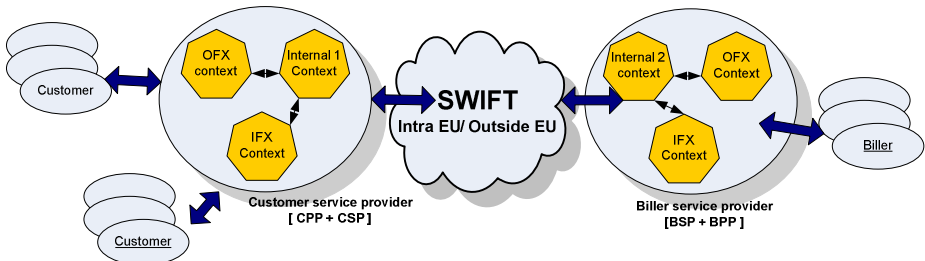 OFX
context
Internal 1
Context
IFX
Context
Customer
Customer
Customer service provider
[ CPP + CSP ]
SWIFT
Intra EU/ Outside EU
Internal 2
context
OFX
Context
IFX
Context
Biller
Biller service provider
[BSP + BPP ]